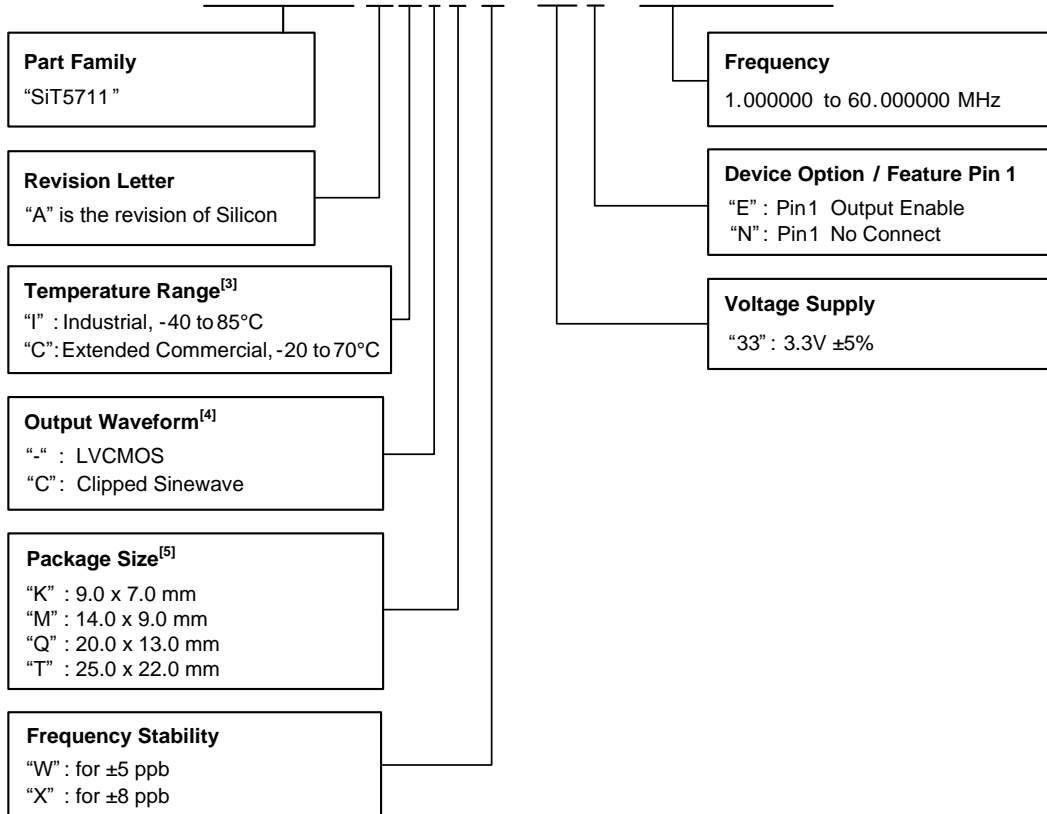 Part Family
“SiT5711”
Revision Letter
“A” is the revision of Silicon
Temperature Range[3]
“I” : Industrial, -40 to 85°C
“C”: Extended Commercial, -20 to 70°C
Output Waveform[4]
“-“ : LVCMOS
“C”: Clipped Sinewave
Package Size[5]
“K” : 9.0 x 7.0 mm
“M” : 14.0 x 9.0 mm
“Q” : 20.0 x 13.0 mm
“T” : 25.0 x 22.0 mm
Frequency Stability
“W” : for ±5 ppb
“X” : for ±8 ppb
Frequency
1.000000 to 60.000000 MHz
Device Option / Feature Pin 1
“E” : Pin1 Output Enable
“N” : Pin1 No Connect
Voltage Supply
“33” : 3.3V ±5%